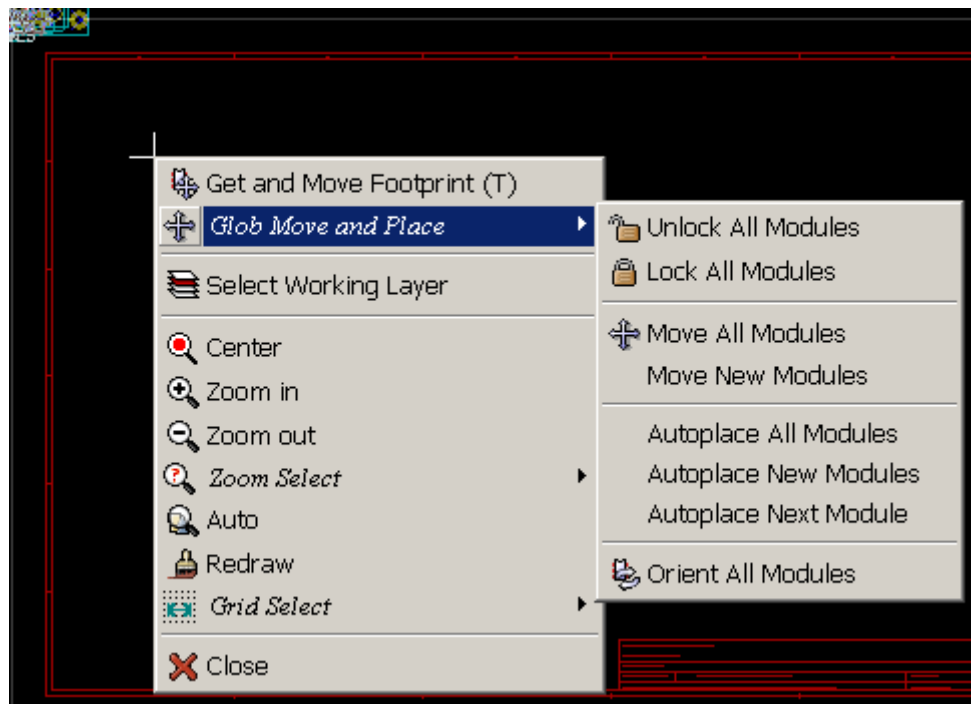 Get and Move Footprint (T)
Glob Move and Place
Select Working Layer
Center
Zoom in
Zoom out
Zoom Select
Auto
Redraw
Grid Select
Close
Unlock All Modules
Lock All Modules
Move All Modules
Move New Modules
Autoplace All Modules
Autoplace New Modules
Autoplace Next Module
Orient All Modules